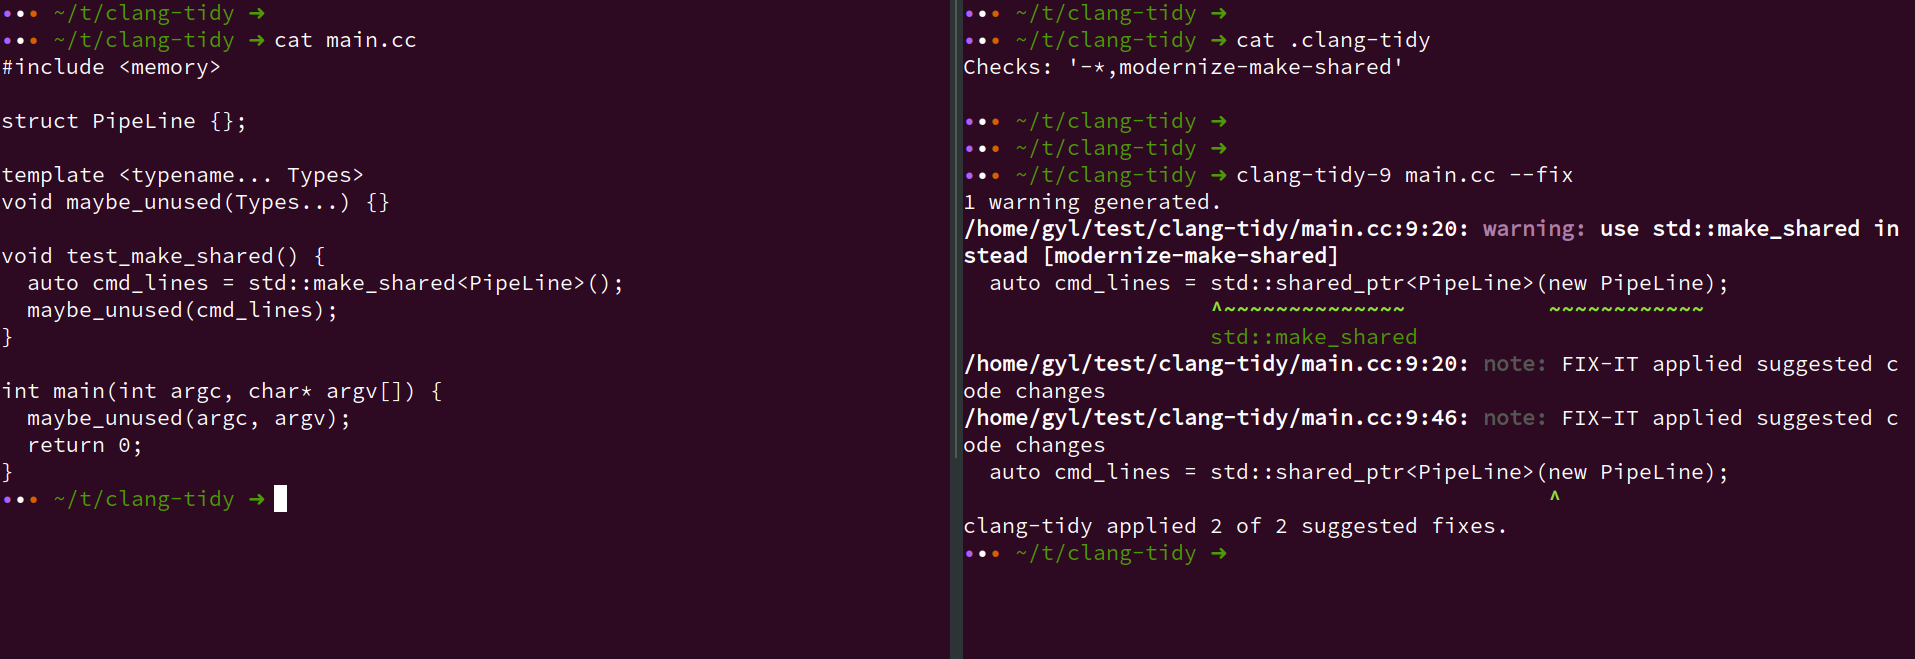 ••• ~/t/clang-tidy ➜
••• ~/t/clang-tidy ➜ cat main.cc
#include <memory>

struct PipeLine {};

template <typename... Types>
void maybe_unused(Types...) {}

void test_make_shared() {
  auto cmd_lines = std::make_shared<PipeLine>();
  maybe_unused(cmd_lines);
}

int main(int argc, char* argv[]) {
  maybe_unused(argc, argv);
  return 0;
}
••• ~/t/clang-tidy ➜
••• ~/t/clang-tidy ➜
••• ~/t/clang-tidy ➜ cat .clang-tidy
Checks: '-*,modernize-make-shared'

••• ~/t/clang-tidy ➜
••• ~/t/clang-tidy ➜
••• ~/t/clang-tidy ➜ clang-tidy-9 main.cc --fix
1 warning generated.
/home/gyl/test/clang-tidy/main.cc:9:20: warning: use std::make_shared in
stead [modernize-make-shared]
  auto cmd_lines = std::shared_ptr<PipeLine>(new PipeLine);
                   ^~~~~~~~~~~~~~~           ~~~~~~~~~~~~
                   std::make_shared
/home/gyl/test/clang-tidy/main.cc:9:20: note: FIX-IT applied suggested c
ode changes
/home/gyl/test/clang-tidy/main.cc:9:46: note: FIX-IT applied suggested c
ode changes
  auto cmd_lines = std::shared_ptr<PipeLine>(new PipeLine);
                                             ^
clang-tidy applied 2 of 2 suggested fixes.
••• ~/t/clang-tidy ➜